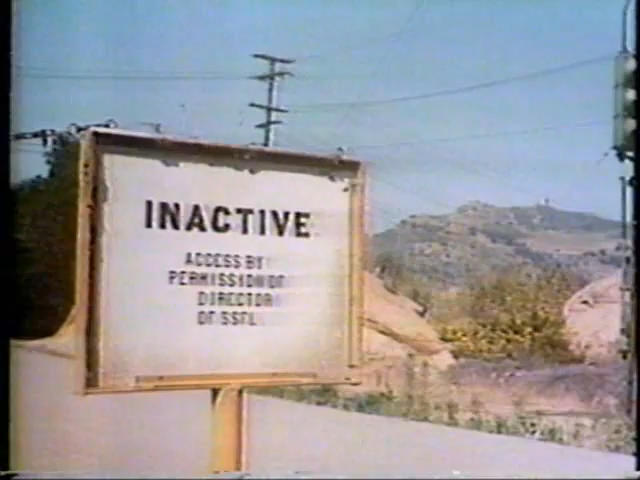 INACTIVE
ACCESS BY
PERMISSION OF
DIRECTOR
OF SSFL